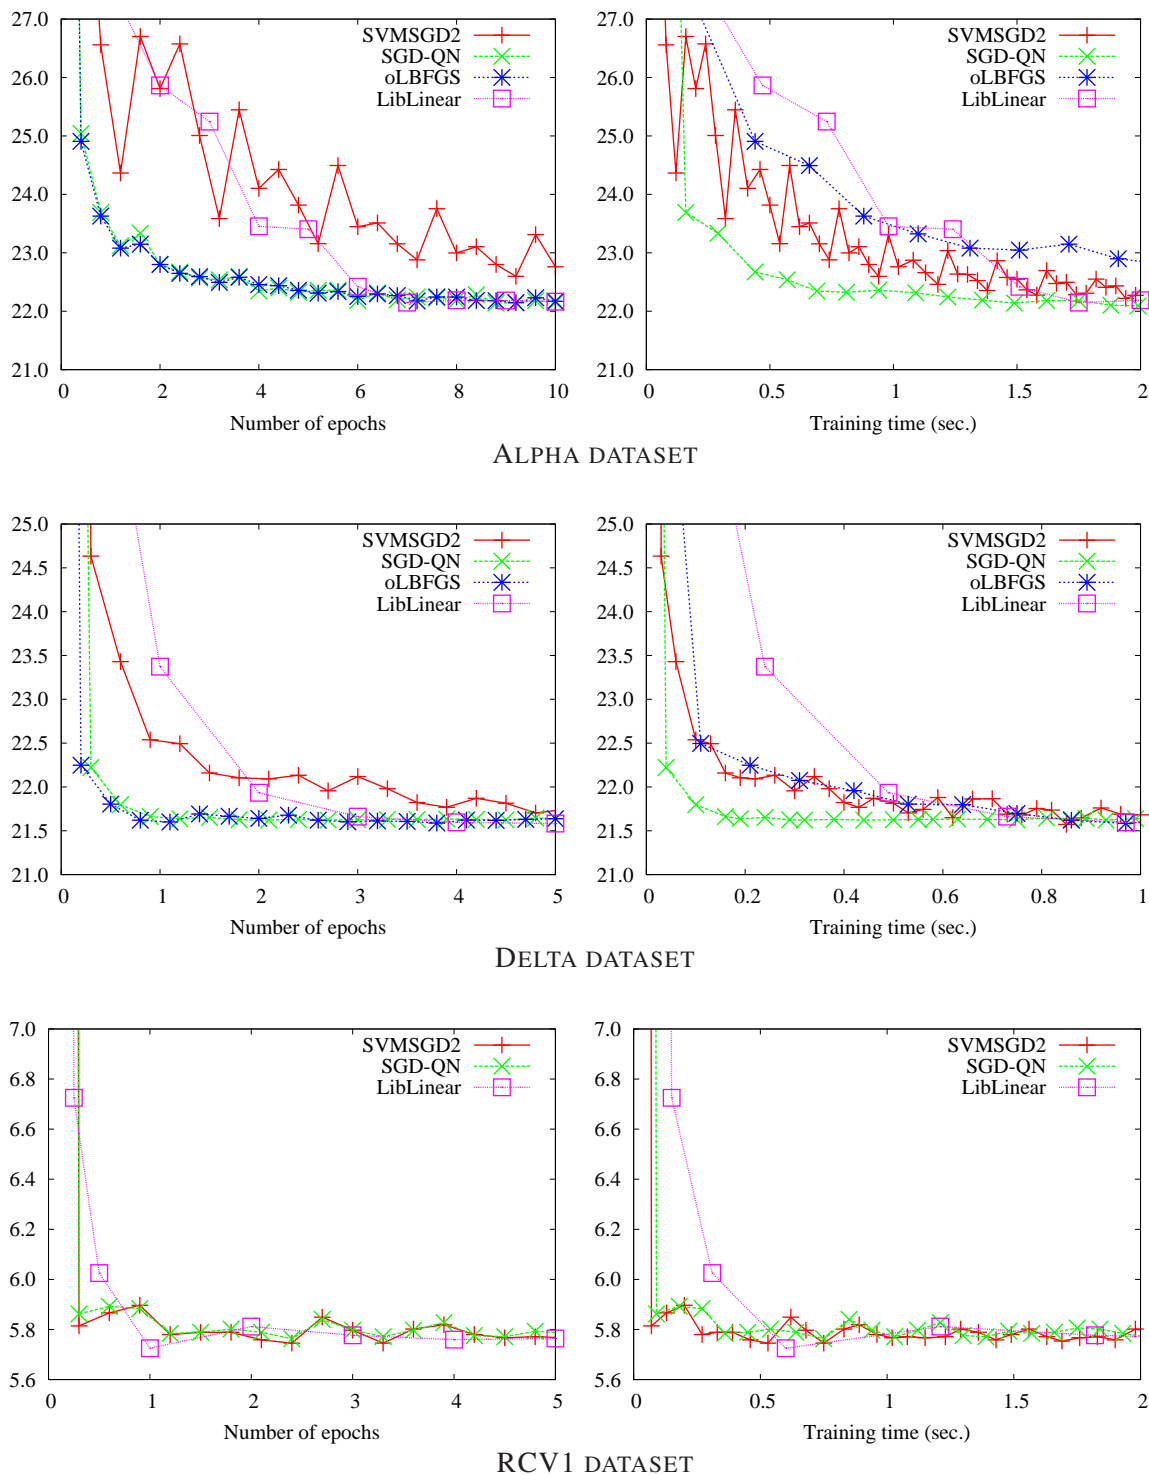 27.0
26.0
25.0
24.0
23.0
22.0
21.0
0 2 4 6 8 10
Number of epochs
SVMSGD2
SGD-QN
oLBFGS
LibLinear
27.0
26.0
25.0
24.0
23.0
22.0
21.0
0 0.5 1 1.5 2
Training time (sec.)
SVMSGD2
SGD-QN
oLBFGS
LibLinear
ALPHA DATASET
25.0
24.5
24.0
23.5
23.0
22.5
22.0
21.5
21.0
0 1 2 3 4 5
Number of epochs
SVMSGD2
SGD-QN
oLBFGS
LibLinear
25.0
24.5
24.0
23.5
23.0
22.5
22.0
21.5
21.0
0 0.2 0.4 0.6 0.8 1
Training time (sec.)
SVMSGD2
SGD-QN
oLBFGS
LibLinear
DELTA DATASET
7.0
6.8
6.6
6.4
6.2
6.0
5.8
5.6
0 1 2 3 4 5
Number of epochs
SVMSGD2
SGD-QN
LibLinear
7.0
6.8
6.6
6.4
6.2
6.0
5.8
5.6
0 0.5 1 1.5 2
Training time (sec.)
SVMSGD2
SGD-QN
LibLinear
RCV1 DATASET